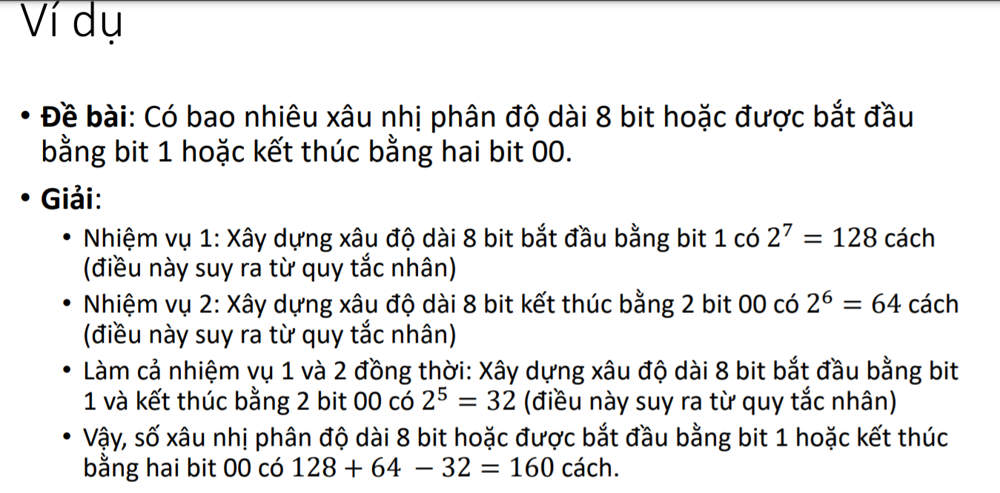 Ví dụ
• Đề bài: Có bao nhiêu xâu nhị phân độ dài 8 bit hoặc được bắt đầu
bằng bit 1 hoặc kết thúc bằng hai bit 00.
• Giải:
• Nhiệm vụ 1: Xây dựng xâu độ dài 8 bit bắt đầu bằng bit 1 có 2⁷ = 128 cách
(điều này suy ra từ quy tắc nhân)
• Nhiệm vụ 2: Xây dựng xâu độ dài 8 bit kết thúc bằng 2 bit 00 có 2⁶ = 64 cách
(điều này suy ra từ quy tắc nhân)
• Làm cả nhiệm vụ 1 và 2 đồng thời: Xây dựng xâu độ dài 8 bit bắt đầu bằng bit
1 và kết thúc bằng 2 bit 00 có 2⁵ = 32 (điều này suy ra từ quy tắc nhân)
• Vậy, số xâu nhị phân độ dài 8 bit hoặc được bắt đầu bằng bit 1 hoặc kết thúc
bằng hai bit 00 có 128 + 64 − 32 = 160 cách.